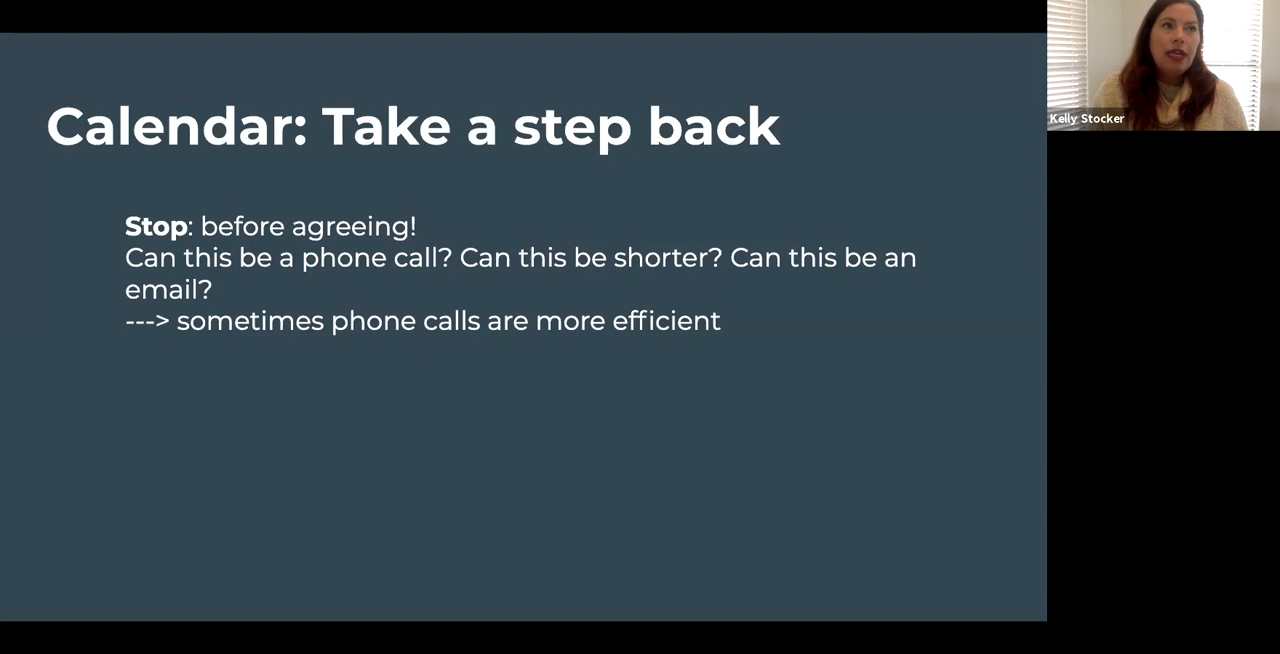 Calendar: Take a step back
Stop: before agreeing!
Can this be a phone call? Can this be shorter? Can this be an
email?
---> sometimes phone calls are more efficient
Kelly Stocker